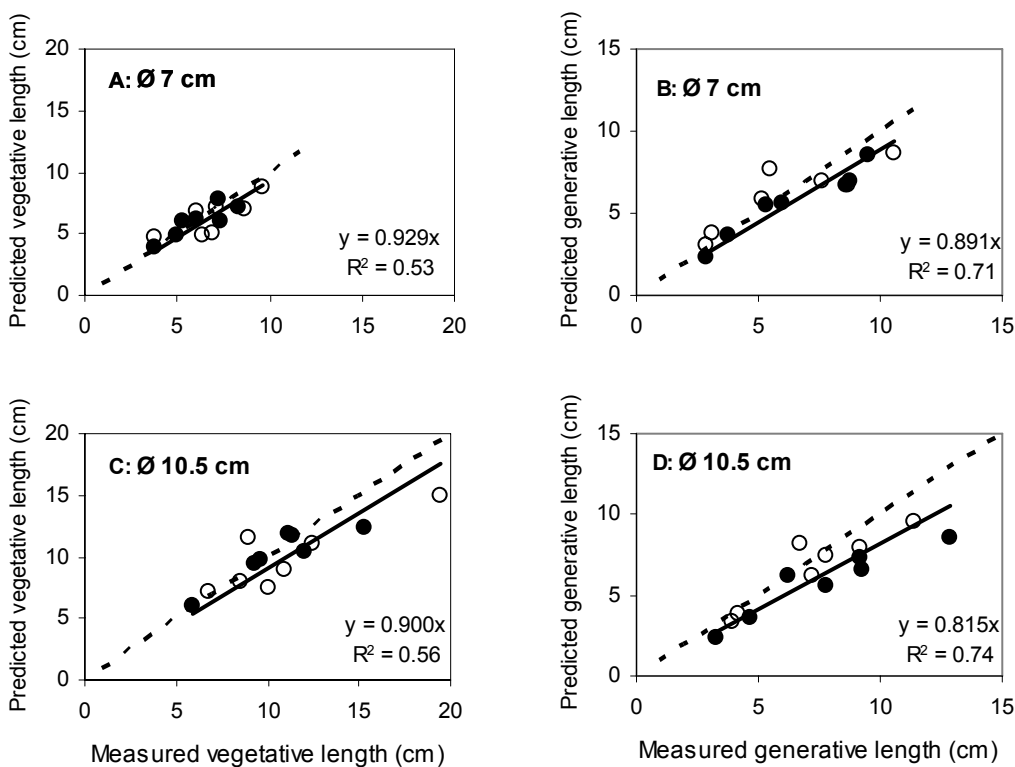 Predicted vegetative length (cm)
20
15
10
5
0
A: Ø 7 cm
y = 0.929x
R² = 0.53
0 5 10 15 20
Predicted generative length (cm)
15
10
5
0
B: Ø 7 cm
y = 0.891x
R² = 0.71
0 5 10 15
Predicted vegetative length (cm)
20
15
10
5
0
C: Ø 10.5 cm
y = 0.900x
R² = 0.56
0 5 10 15 20
Measured vegetative length (cm)
Predicted generative length (cm)
15
10
5
0
D: Ø 10.5 cm
y = 0.815x
R² = 0.74
0 5 10 15
Measured generative length (cm)